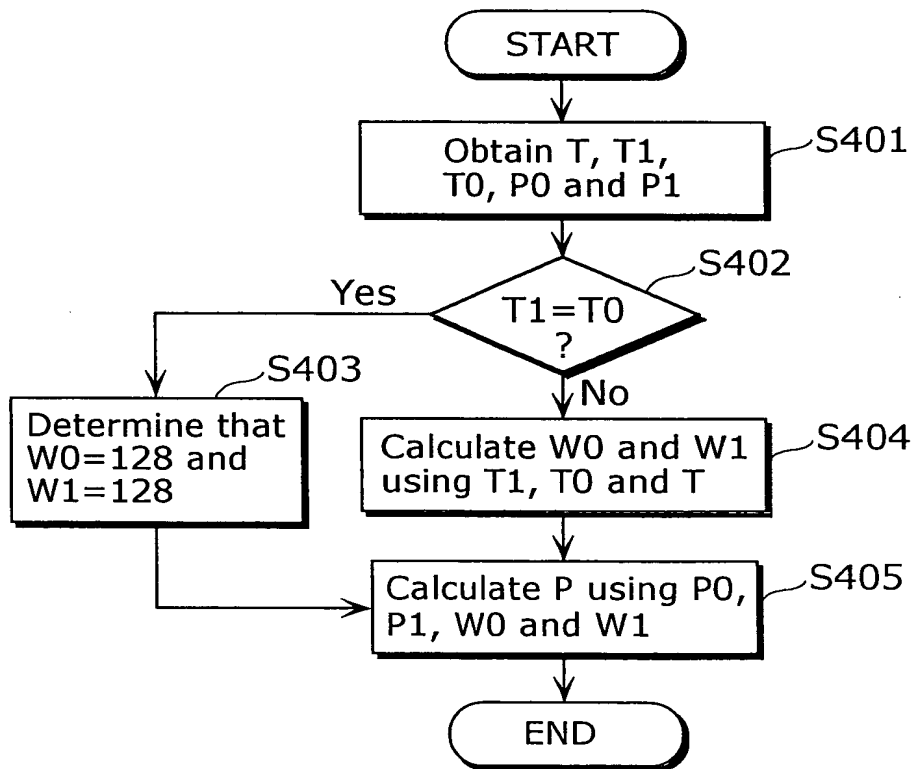 START
Obtain T, T1,
T0, P0 and P1
S401
S402
Yes
T1=T0
?
No
S403
Determine that
W0=128 and
W1=128
Calculate W0 and W1
using T1, T0 and T
S404
Calculate P using P0,
P1, W0 and W1
S405
END